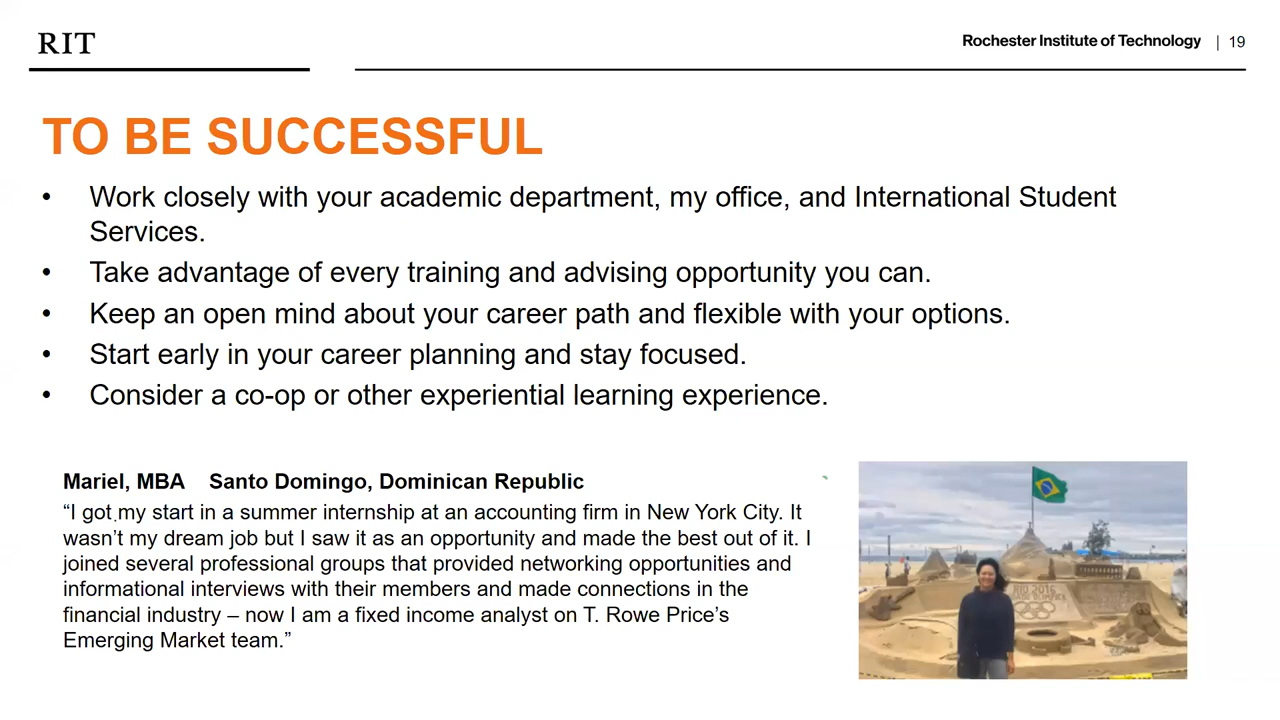 RIT
Rochester Institute of Technology | 19
TO BE SUCCESSFUL
• Work closely with your academic department, my office, and International Student
Services.
• Take advantage of every training and advising opportunity you can.
• Keep an open mind about your career path and flexible with your options.
• Start early in your career planning and stay focused.
• Consider a co-op or other experiential learning experience.
Mariel, MBA Santo Domingo, Dominican Republic
“I got my start in a summer internship at an accounting firm in New York City. It
wasn’t my dream job but I saw it as an opportunity and made the best out of it. I
joined several professional groups that provided networking opportunities and
informational interviews with their members and made connections in the
financial industry – now I am a fixed income analyst on T. Rowe Price’s
Emerging Market team.”
RIO 2016